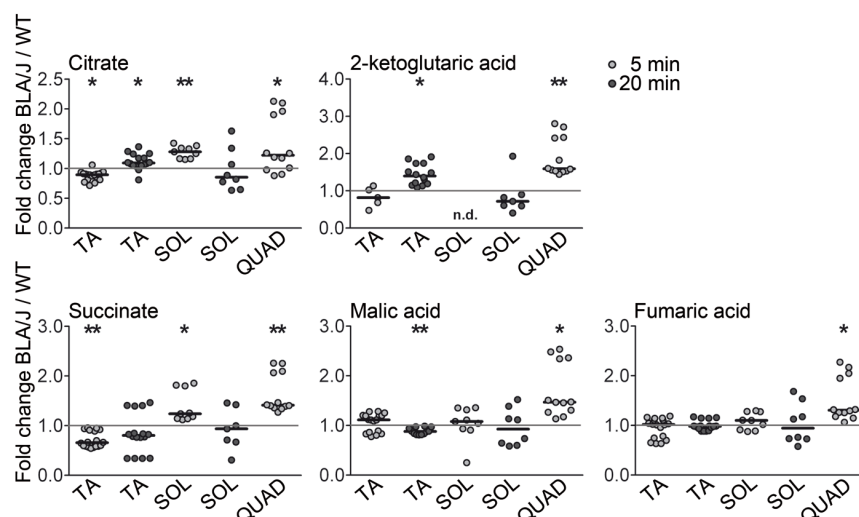 Fold change BLA/J / WT
Citrate
* * ** *
2.5
2.0
1.5
1.0
0.5
0.0
TA TA SOL SOL QUAD
2-ketoglutaric acid
* **
4.0
3.0
2.0
1.0
0.0
n.d.
TA TA SOL SOL QUAD
5 min
20 min
Fold change BLA/J / WT
Succinate
** * **
3.0
2.0
1.0
0.0
TA TA SOL SOL QUAD
Malic acid
** *
3.0
2.0
1.0
0.0
TA TA SOL SOL QUAD
Fumaric acid
*
3.0
2.0
1.0
0.0
TA TA SOL SOL QUAD